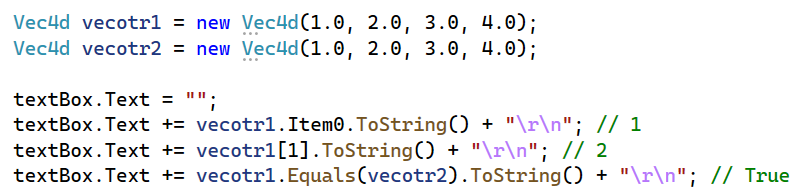 Vec4d vecotr1 = new Vec4d(1.0, 2.0, 3.0, 4.0);
Vec4d vecotr2 = new Vec4d(1.0, 2.0, 3.0, 4.0);

textBox.Text = "";
textBox.Text += vecotr1.Item0.ToString() + "\r\n"; // 1
textBox.Text += vecotr1[1].ToString() + "\r\n"; // 2
textBox.Text += vecotr1.Equals(vecotr2).ToString() + "\r\n"; // True